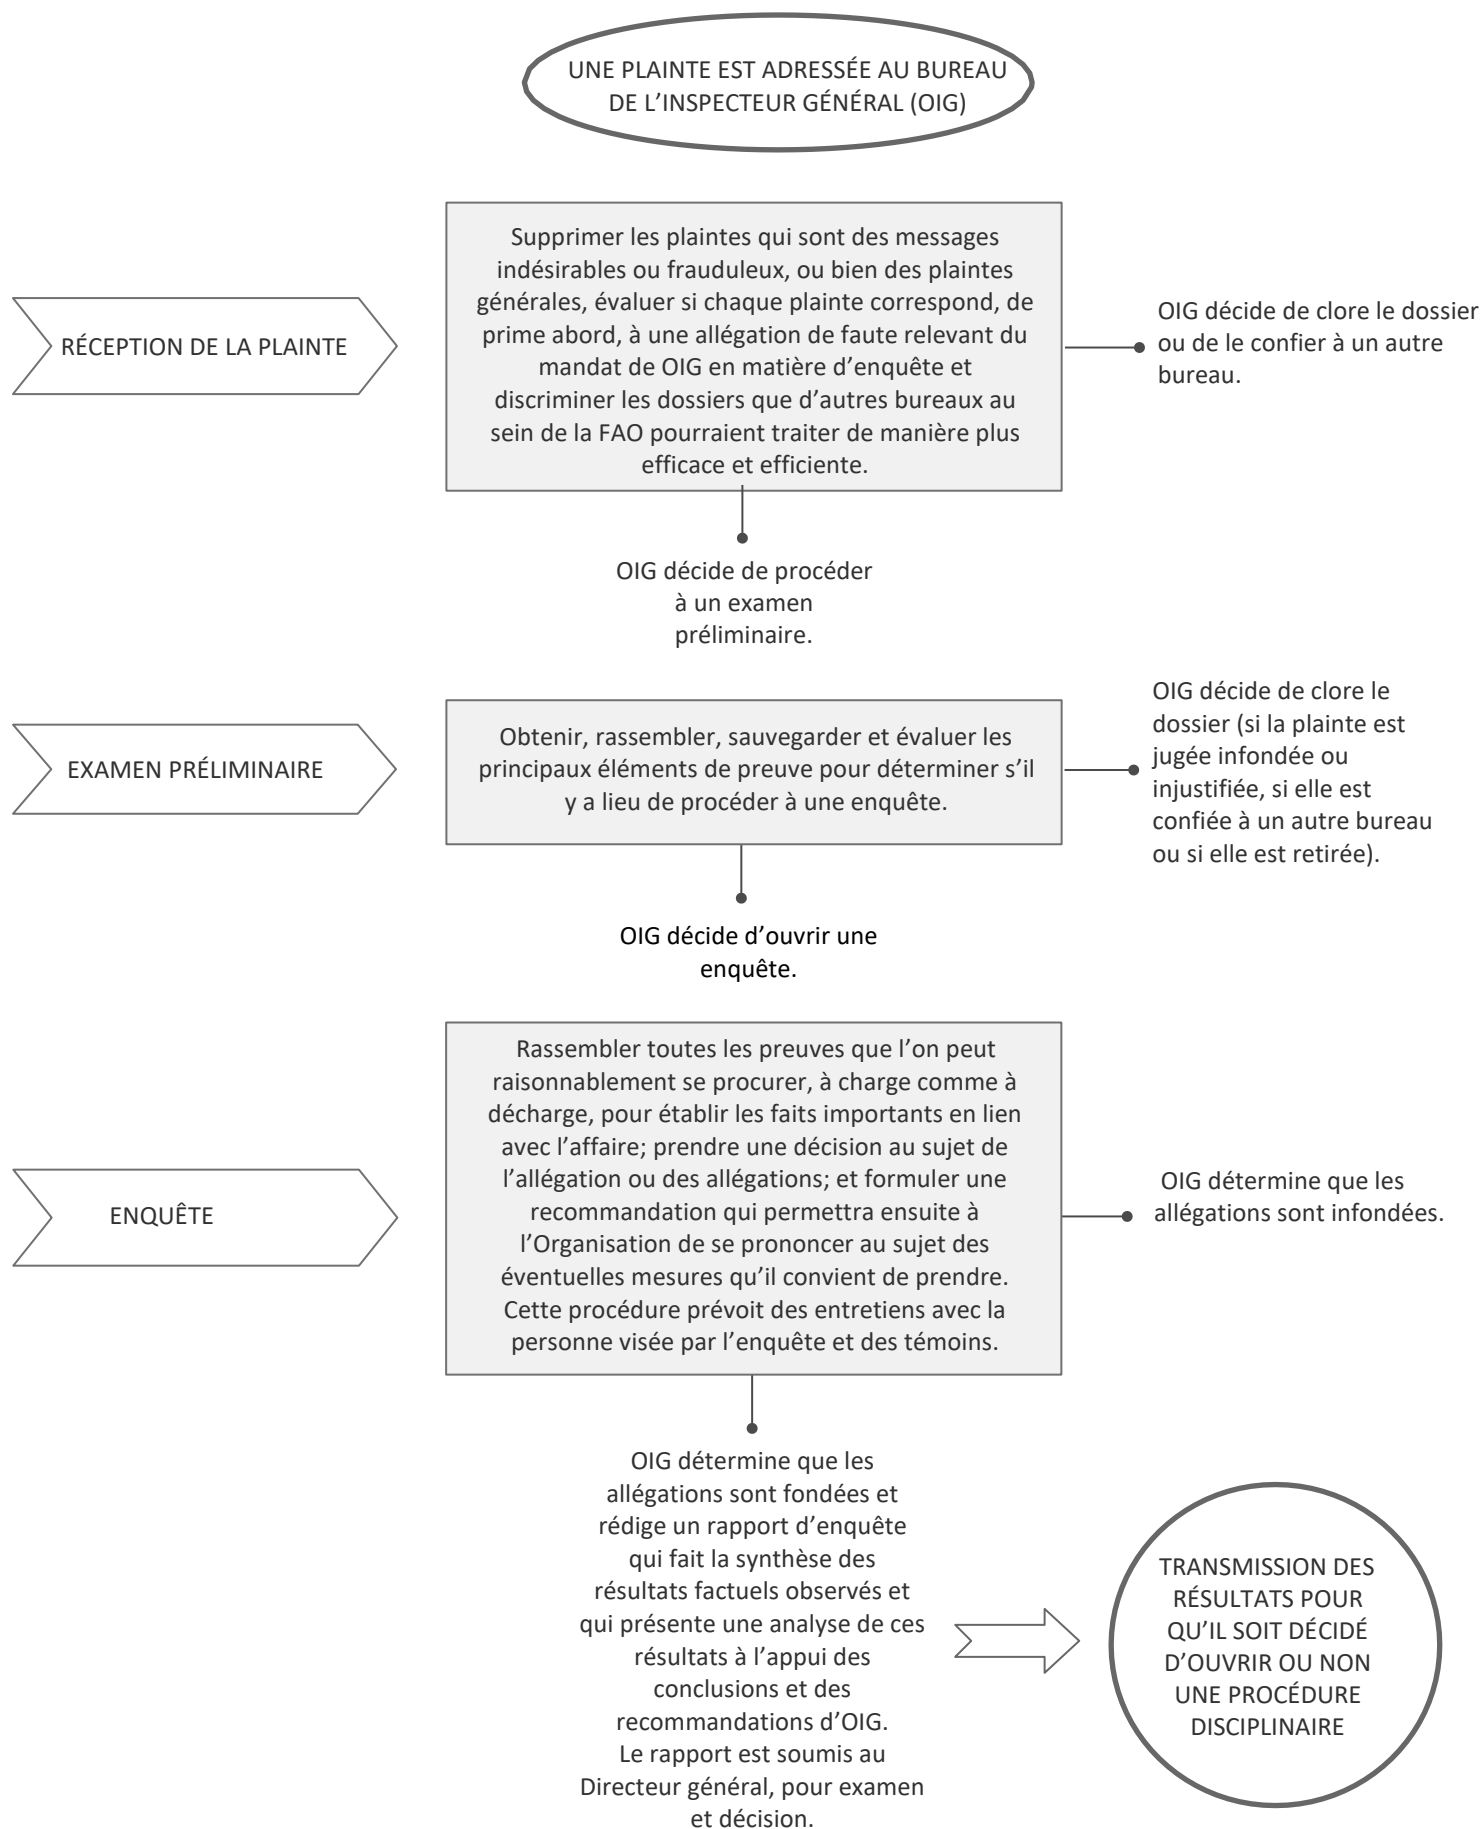 UNE PLAINTE EST ADRESSÉE AU BUREAU
DE L’INSPECTEUR GÉNÉRAL (OIG)
RÉCEPTION DE LA PLAINTE
Supprimer les plaintes qui sont des messages
indésirables ou frauduleux, ou bien des plaintes
générales, évaluer si chaque plainte correspond, de
prime abord, à une allégation de faute relevant du
mandat de OIG en matière d’enquête et
discriminer les dossiers que d’autres bureaux au
sein de la FAO pourraient traiter de manière plus
efficace et efficiente.
OIG décide de clore le dossier
ou de le confier à un autre
bureau.
OIG décide de procéder
à un examen
préliminaire.
EXAMEN PRÉLIMINAIRE
Obtenir, rassembler, sauvegarder et évaluer les
principaux éléments de preuve pour déterminer s’il
y a lieu de procéder à une enquête.
OIG décide de clore le
dossier (si la plainte est
jugée infondée ou
injustifiée, si elle est
confiée à un autre bureau
ou si elle est retirée).
OIG décide d’ouvrir une
enquête.
ENQUÊTE
Rassembler toutes les preuves que l’on peut
raisonnablement se procurer, à charge comme à
décharge, pour établir les faits importants en lien
avec l’affaire; prendre une décision au sujet de
l’allégation ou des allégations; et formuler une
recommandation qui permettra ensuite à
l’Organisation de se prononcer au sujet des
éventuelles mesures qu’il convient de prendre.
Cette procédure prévoit des entretiens avec la
personne visée par l’enquête et des témoins.
OIG détermine que les
allégations sont infondées.
OIG détermine que les
allégations sont fondées et
rédige un rapport d’enquête
qui fait la synthèse des
résultats factuels observés et
qui présente une analyse de ces
résultats à l’appui des
conclusions et des
recommandations d’OIG.
Le rapport est soumis au
Directeur général, pour examen
et décision.
TRANSMISSION DES
RÉSULTATS POUR
QU’IL SOIT DÉCIDÉ
D’OUVRIR OU NON
UNE PROCÉDURE
DISCIPLINAIRE